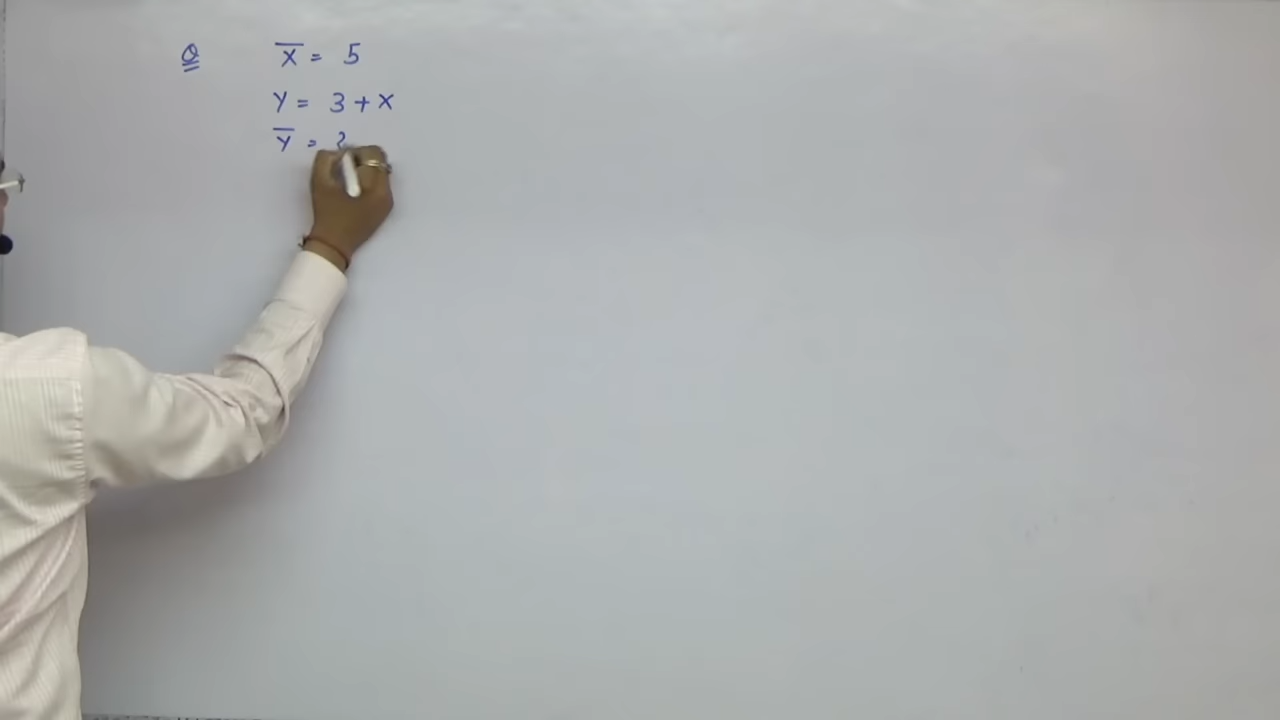 Q X̅ = 5
Y = 3 + X
Y̅ =